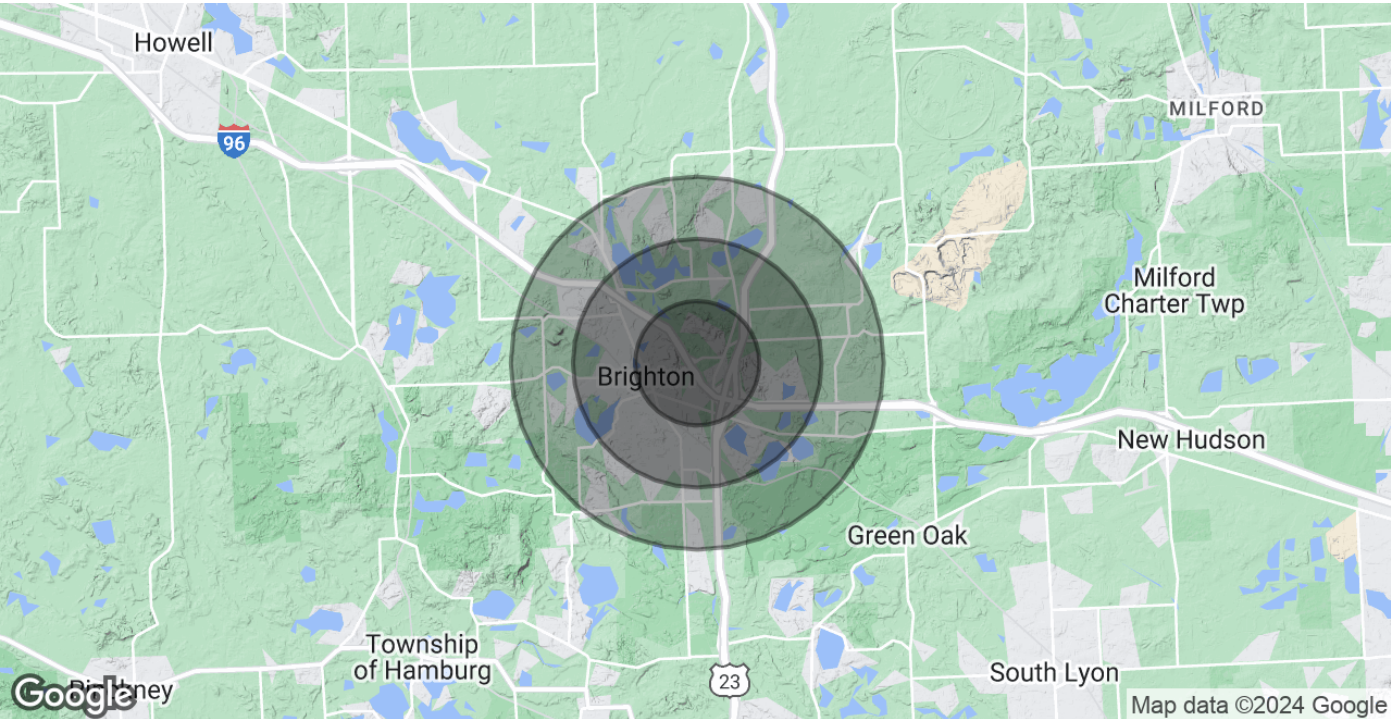 Howell
MILFORD
96
Milford
Charter Twp
Brighton
New Hudson
Green Oak
Township
of Hamburg
South Lyon
23
Google
Map data ©2024 Google